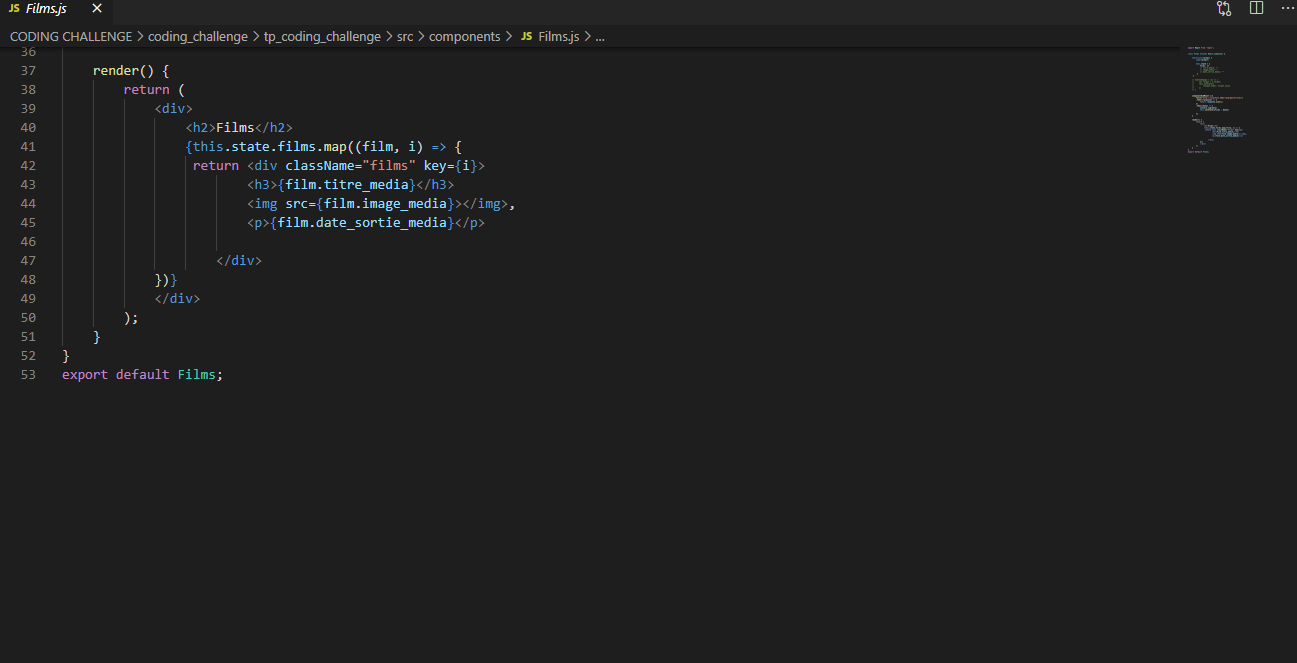 JS Films.js ×
CODING CHALLENGE > coding_challenge > tp_coding_challenge > src > components > JS Films.js > ...
36
37 render() {
38 return (
39 <div>
40 <h2>Films</h2>
41 {this.state.films.map((film, i) => {
42 return <div className="films" key={i}>
43 <h3>{film.titre_media}</h3>
44 <img src={film.image_media}></img>,
45 <p>{film.date_sortie_media}</p>
46
47 </div>
48 })}
49 </div>
50 );
51 }
52 }
53 export default Films;